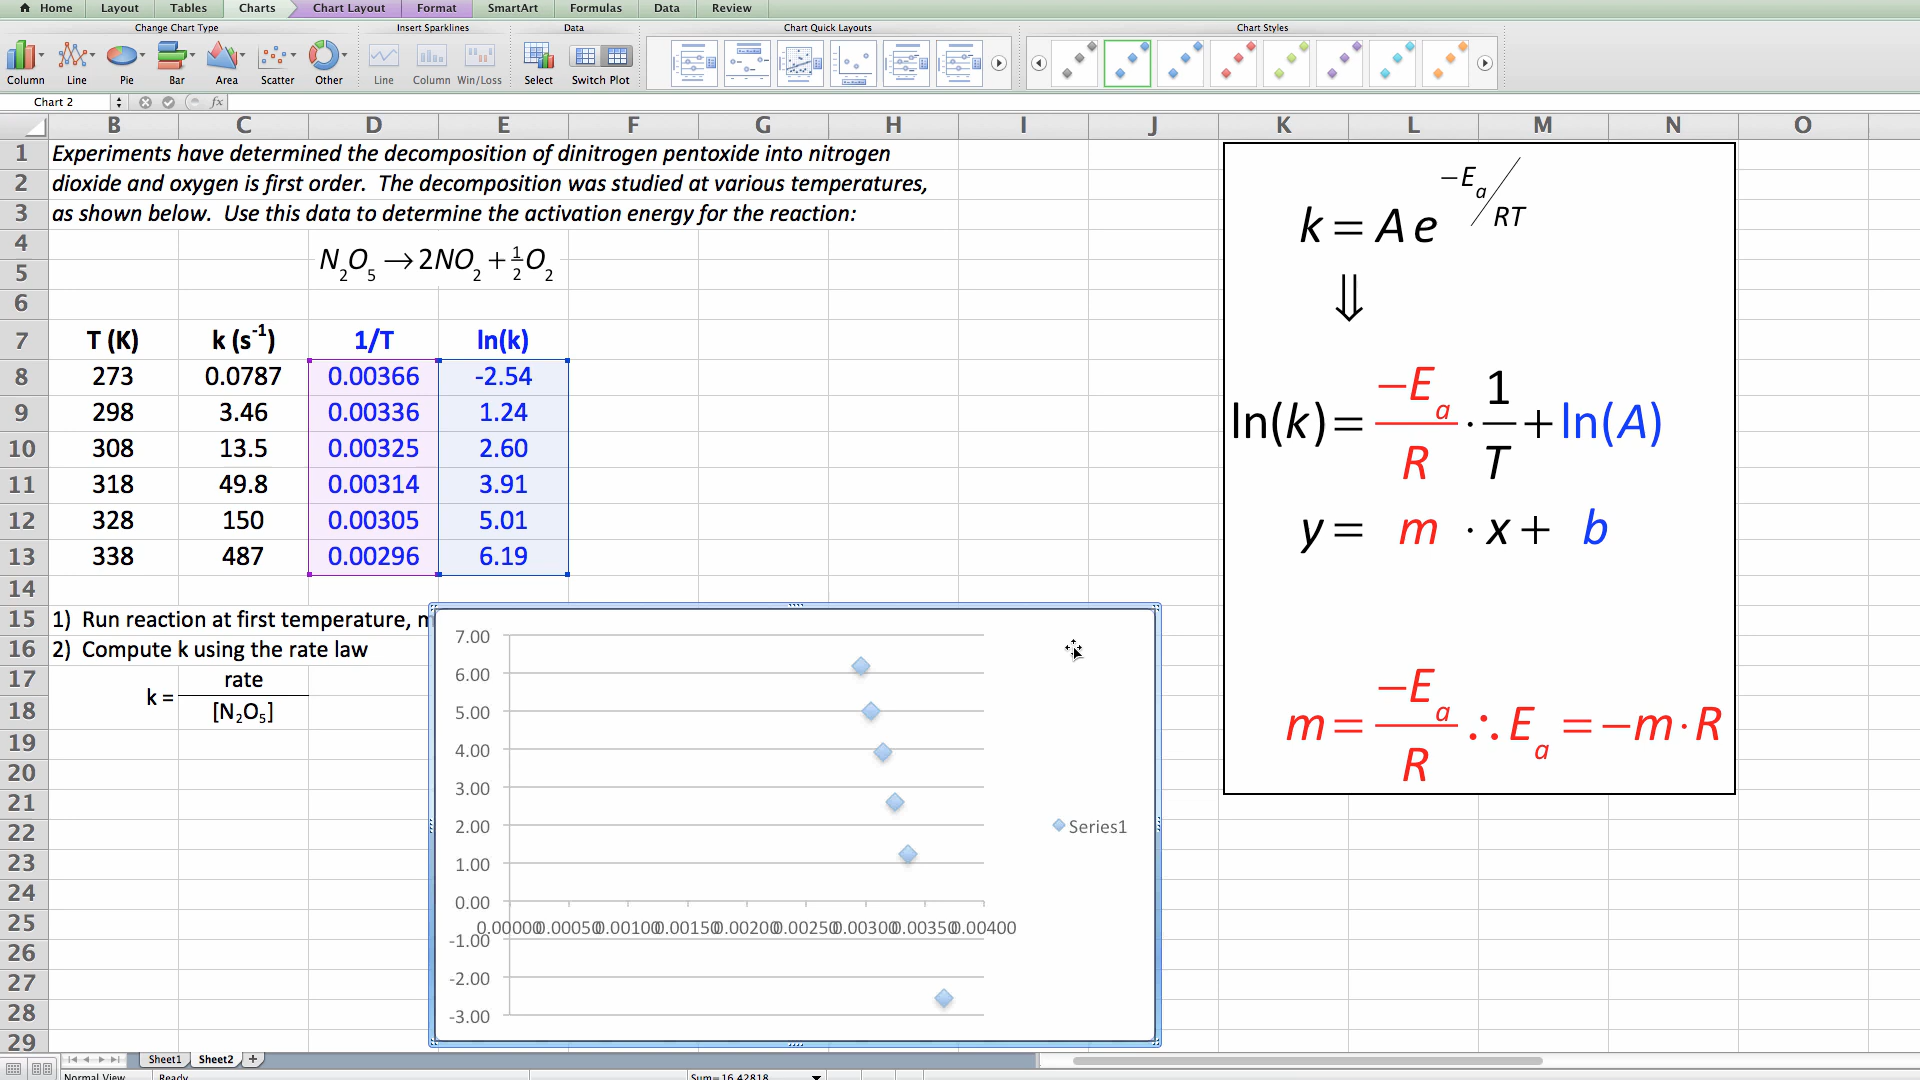 Home Layout Tables Charts Chart Layout Format SmartArt Formulas Data Review
Change Chart Type Insert Sparklines Data Chart Quick Layouts Chart Styles
Column Line Pie Bar Area Scatter Other Line Column Win/Loss Select Switch Plot
Chart 2 fx
B C D E F G H I J K L M N O
1 Experiments have determined the decomposition of dinitrogen pentoxide into nitrogen
2 dioxide and oxygen is first order. The decomposition was studied at various temperatures,
3 as shown below. Use this data to determine the activation energy for the reaction:
4
5
N₂O₅ → 2NO₂ + ½O₂
6
7 T (K) k (s⁻¹) 1/T ln(k)
8 273 0.0787 0.00366 -2.54
9 298 3.46 0.00336 1.24
10 308 13.5 0.00325 2.60
11 318 49.8 0.00314 3.91
12 328 150 0.00305 5.01
13 338 487 0.00296 6.19
14
15 1) Run reaction at first temperature,
16 2) Compute k using the rate law
17 rate
k =
18 [N₂O₅]
19
20
21
22
23
24
25
26
27
28
29
7.00
6.00
5.00
4.00
3.00
2.00
1.00
0.00
-1.00
-2.00
-3.00
0.00000 0.00050 0.00100 0.00150 0.00200 0.00250 0.00300 0.00350 0.00400
Series1
k = A e^−Eₐ/RT
⇓
ln(k) = −Eₐ/R · 1/T + ln(A)
y = m · x + b
m = −Eₐ/R ∴ Eₐ = −m·R
Sheet1 Sheet2 +
Normal View Ready Sum=16.42818